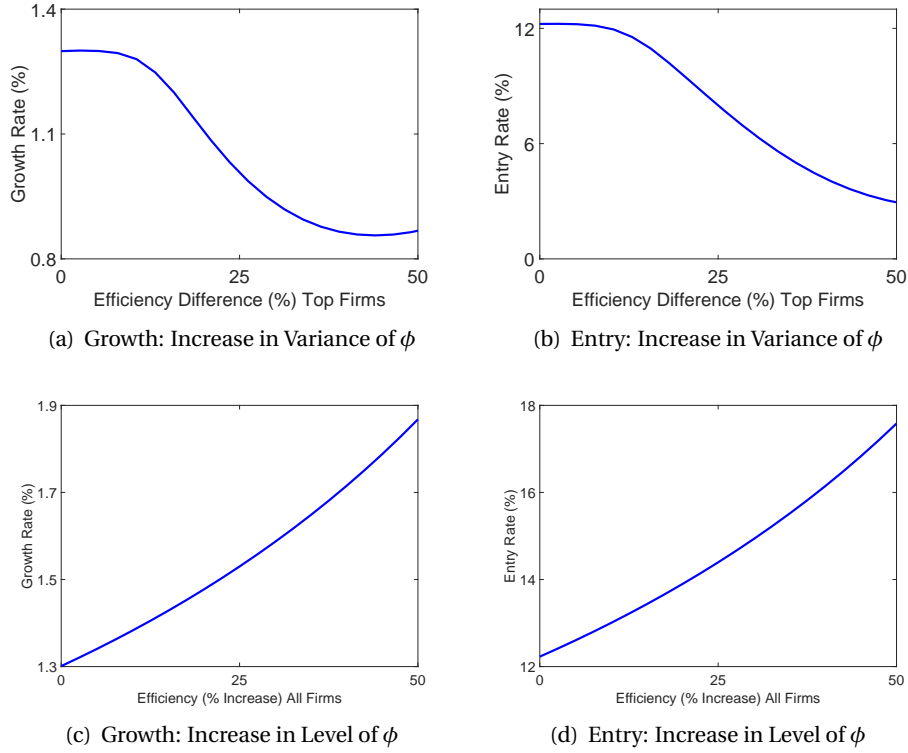 1.4
1.1
0.8
Growth Rate (%)
0 25 50
Efficiency Difference (%) Top Firms
(a) Growth: Increase in Variance of ϕ
12
6
0
Entry Rate (%)
0 25 50
Efficiency Difference (%) Top Firms
(b) Entry: Increase in Variance of ϕ
1.9
1.7
1.5
1.3
Growth Rate (%)
0 25 50
Efficiency (% Increase) All Firms
(c) Growth: Increase in Level of ϕ
18
16
14
12
Entry Rate (%)
0 25 50
Efficiency (% Increase) All Firms
(d) Entry: Increase in Level of ϕ